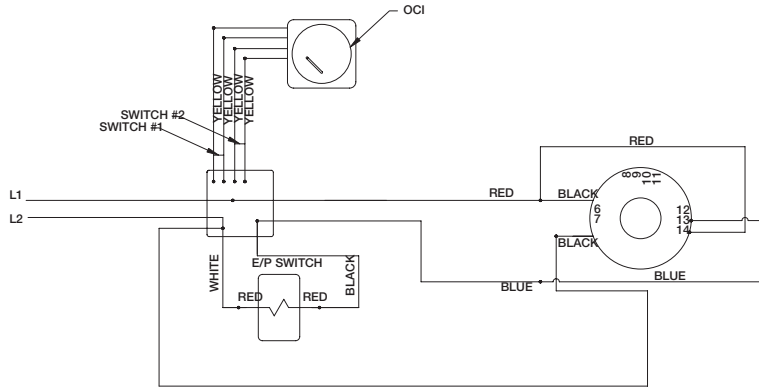 OCI
YELLOW
YELLOW
YELLOW
YELLOW
SWITCH #2
SWITCH #1
RED
L1
RED
BLACK
8
9
10
11
6
7
12
13
14
L2
BLACK
E/P SWITCH
WHITE
BLACK
RED
RED
BLUE
BLUE